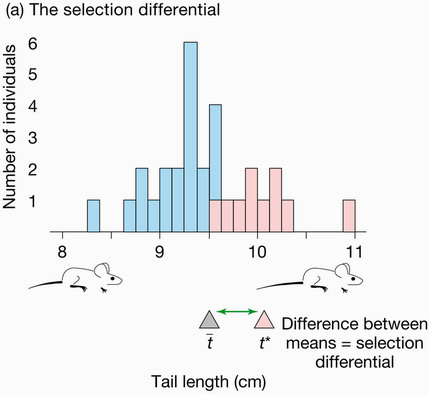 (a) The selection differential
Number of individuals
6
5
4
3
2
1
8
9
10
11
t̄
t*
Difference between
means = selection
differential
Tail length (cm)